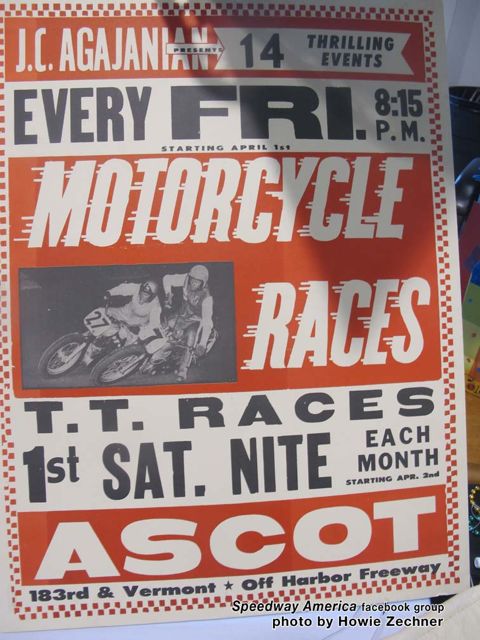 J.C. AGAJANIAN PRESENTS 14 THRILLING EVENTS
EVERY FRI. 8:15 P.M.
STARTING APRIL 1st
MOTORCYCLE
RACES
T.T. RACES
1st SAT. NITE EACH MONTH
STARTING APR. 2nd
ASCOT
183rd & Vermont ★ Off Harbor Freeway
Speedway America facebook group
photo by Howie Zechner